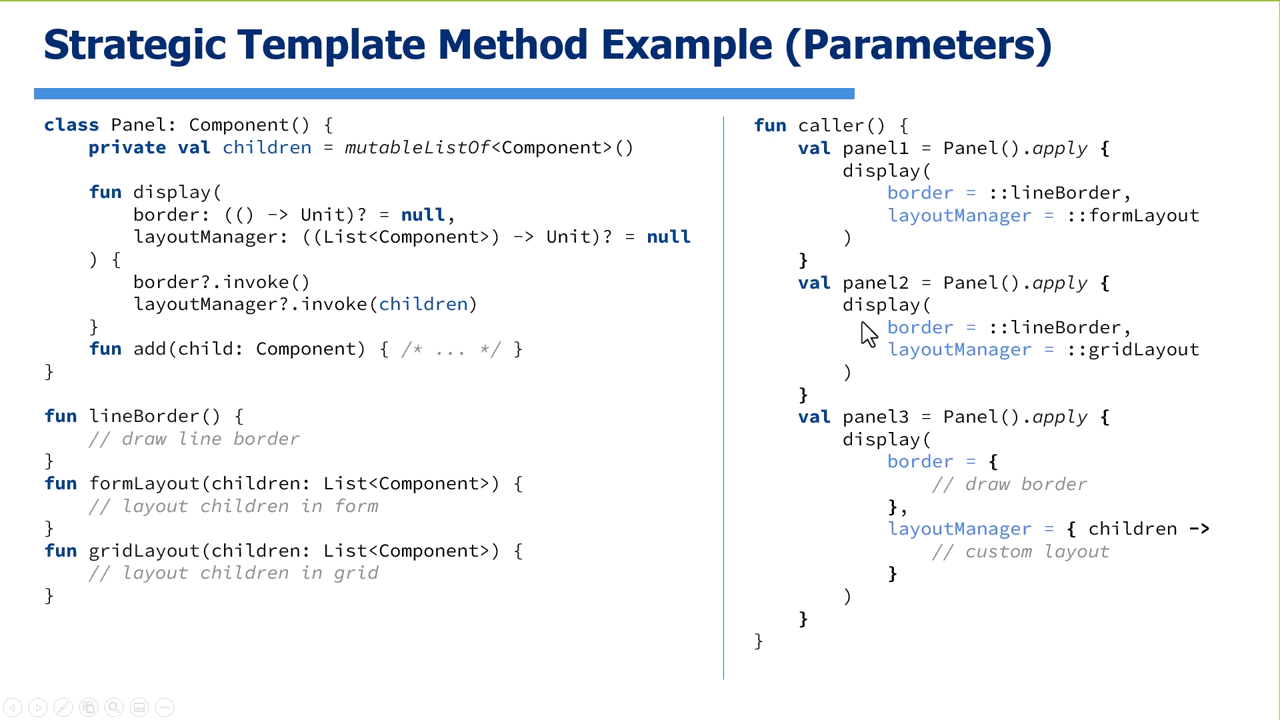 Strategic Template Method Example (Parameters)
class Panel: Component() {
    private val children = mutableListOf<Component>()

    fun display(
        border: (() -> Unit)? = null,
        layoutManager: ((List<Component>) -> Unit)? = null
    ) {
        border?.invoke()
        layoutManager?.invoke(children)
    }
    fun add(child: Component) { /* ... */ }
}

fun lineBorder() {
    // draw line border
}
fun formLayout(children: List<Component>) {
    // layout children in form
}
fun gridLayout(children: List<Component>) {
    // layout children in grid
}
fun caller() {
    val panel1 = Panel().apply {
        display(
            border = ::lineBorder,
            layoutManager = ::formLayout
        )
    }
    val panel2 = Panel().apply {
        display(
            border = ::lineBorder,
            layoutManager = ::gridLayout
        )
    }
    val panel3 = Panel().apply {
        display(
            border = {
                // draw border
            },
            layoutManager = { children ->
                // custom layout
            }
        )
    }
}